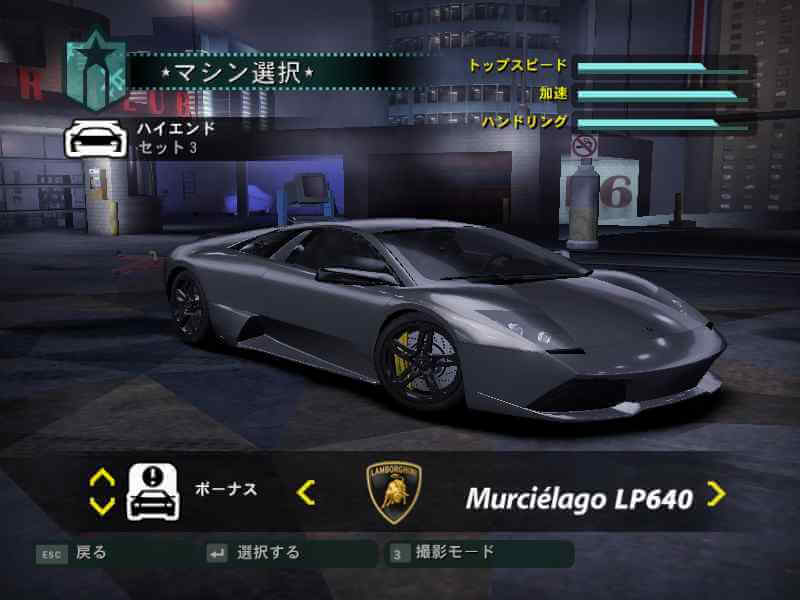 ★マシン選択★
トップスピード
加速
ハンドリング
ハイエンド
セット3
6
LAMBORGHINI
ボーナス
Murciélago LP640
ESC 戻る
選択する
3 撮影モード